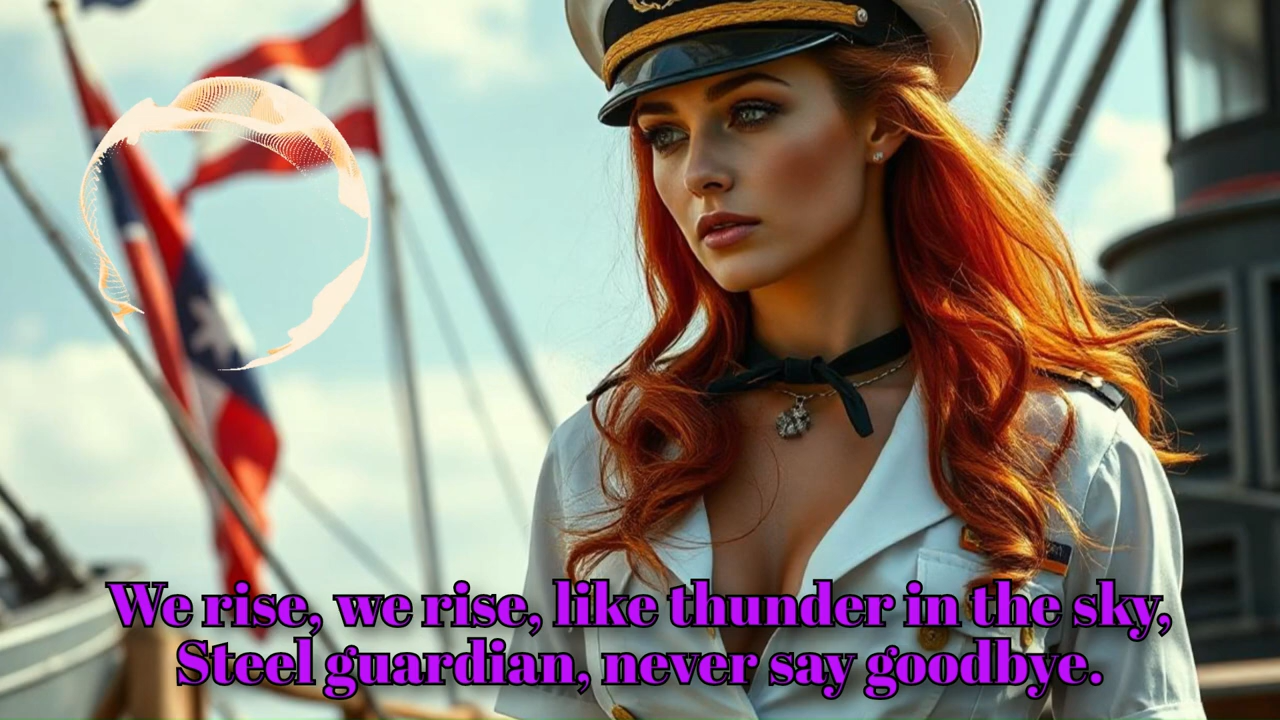 We rise, we rise, like thunder in the sky,
Steel guardian, never say goodbye.